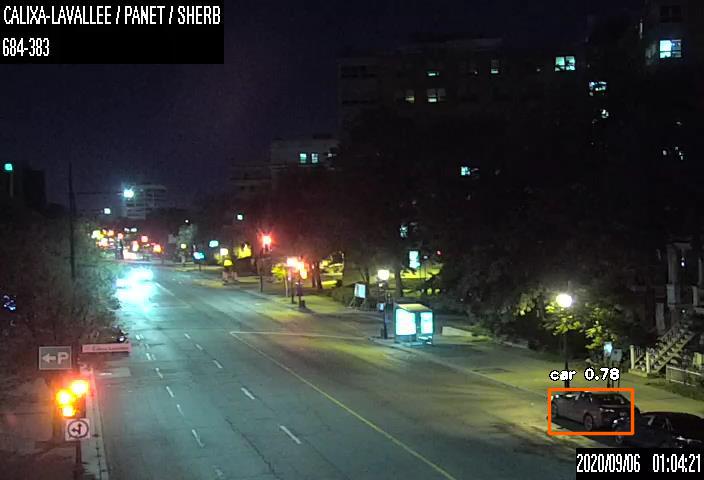 CALIXA-LAVALLEE / PANET / SHERB
684-383
car 0.78
←P
2020/09/06 01:04:21